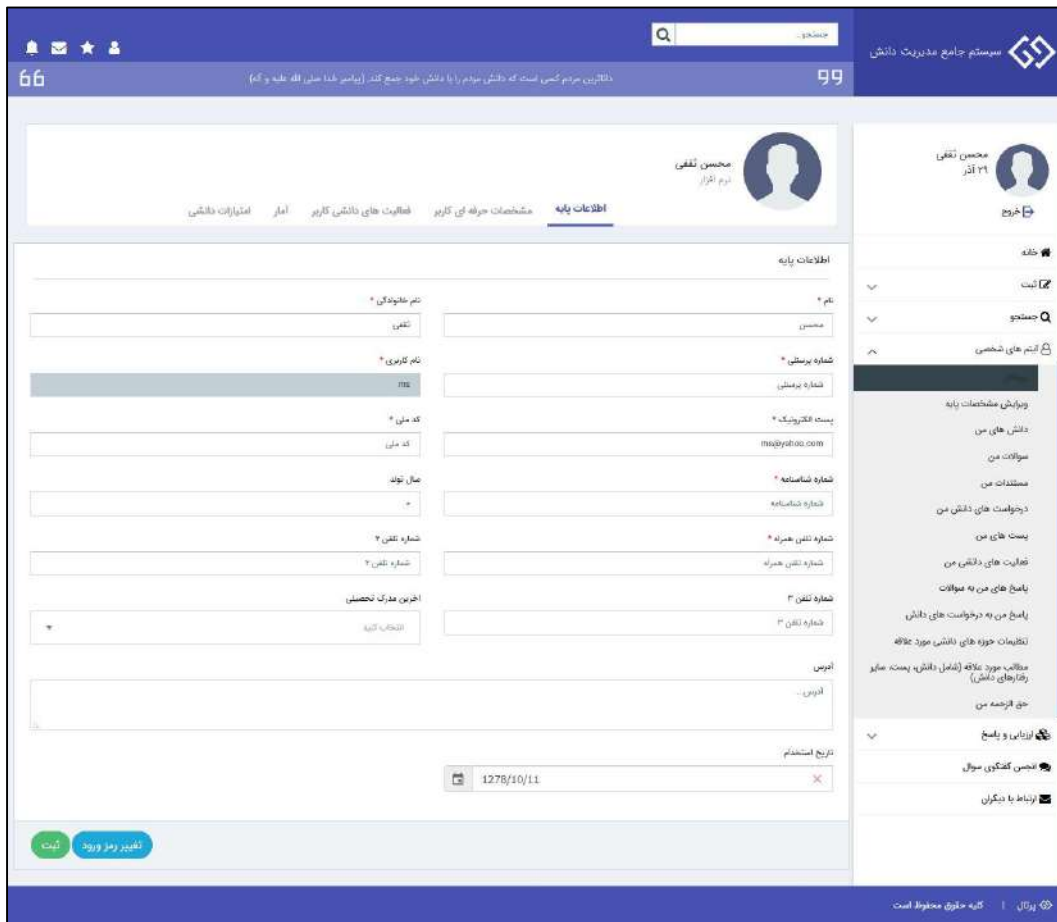 سیستم جامع مدیریت دانش
جستجو...
داناترین مردم کسی است که دانش مردم را با دانش خود جمع کند. (پیامبر خدا صلی الله علیه و آله)
محسن ثقفی
۲۹ آذر
خروج
خانه
ثبت
جستجو
آیتم های شخصی
ویرایش مشخصات پایه
دانش های من
سوالات من
مستندات من
درخواست های دانش من
پست های من
فعالیت های دانشی من
پاسخ های من به سوالات
پاسخ من به درخواست های دانش
تنظیمات حوزه های دانشی مورد علاقه
مطالب مورد علاقه (شامل دانش، پست، سایر
رفتارهای دانش)
حق الزحمه من
ارزیابی و پاسخ
انجمن گفتگوی سوال
ارتباط با دیگران
محسن ثقفی
نرم افزار
اطلاعات پایه مشخصات حرفه ای کاربر فعالیت های دانشی کاربر آمار امتیازات دانشی
اطلاعات پایه
نام * نام خانوادگی *
محسن ثقفی
شماره پرسنلی * نام کاربری *
شماره پرسنلی ms
پست الکترونیک * کد ملی *
ms@yahoo.com کد ملی
شماره شناسنامه * سال تولد
شماره شناسنامه
شماره تلفن همراه * شماره تلفن ۲
شماره تلفن همراه شماره تلفن ۲
شماره تلفن ۳ آخرین مدرک تحصیلی
شماره تلفن ۳ انتخاب کنید
آدرس
آدرس...
تاریخ استخدام
1278/10/11
تغییر رمز ورود ثبت
پرتال | کلیه حقوق محفوظ است